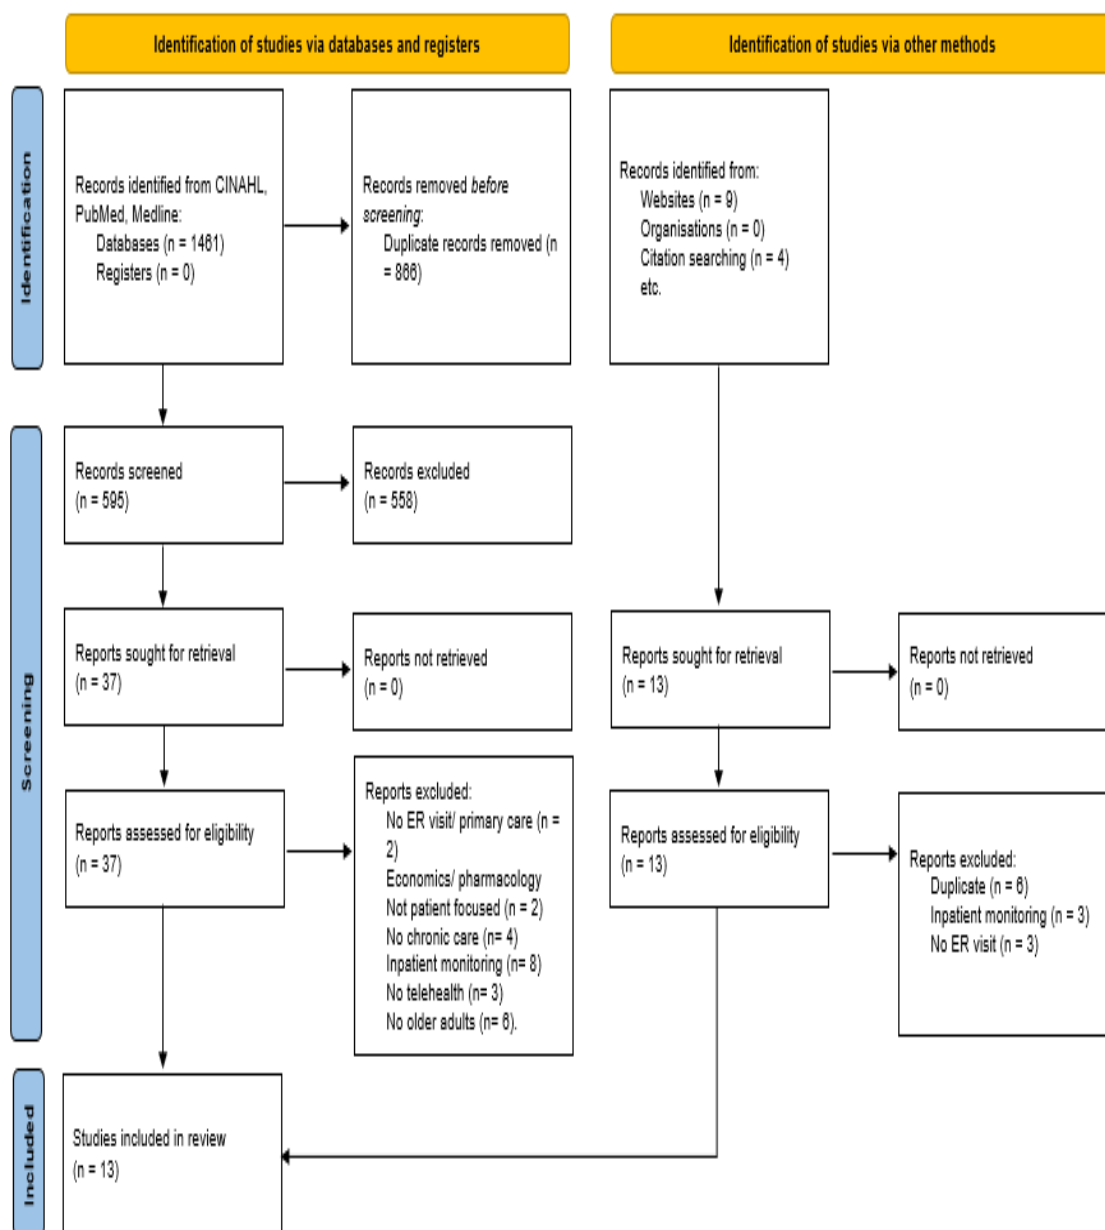 Identification of studies via databases and registers
Identification of studies via other methods
Identification
Records identified from CINAHL,
PubMed, Medline:
Databases (n = 1461)
Registers (n = 0)
Records removed before
screening:
Duplicate records removed (n
= 866)
Records identified from:
Websites (n = 9)
Organisations (n = 0)
Citation searching (n = 4)
etc.
Screening
Records screened
(n = 595)
Records excluded
(n = 558)
Reports sought for retrieval
(n = 37)
Reports not retrieved
(n = 0)
Reports sought for retrieval
(n = 13)
Reports not retrieved
(n = 0)
Reports assessed for eligibility
(n = 37)
Reports excluded:
No ER visit/ primary care (n =
2)
Economics/ pharmacology
Not patient focused (n = 2)
No chronic care (n= 4)
Inpatient monitoring (n= 8)
No telehealth (n= 3)
No older adults (n= 6).
Reports assessed for eligibility
(n = 13)
Reports excluded:
Duplicate (n = 6)
Inpatient monitoring (n = 3)
No ER visit (n = 3)
Included
Studies included in review
(n = 13)